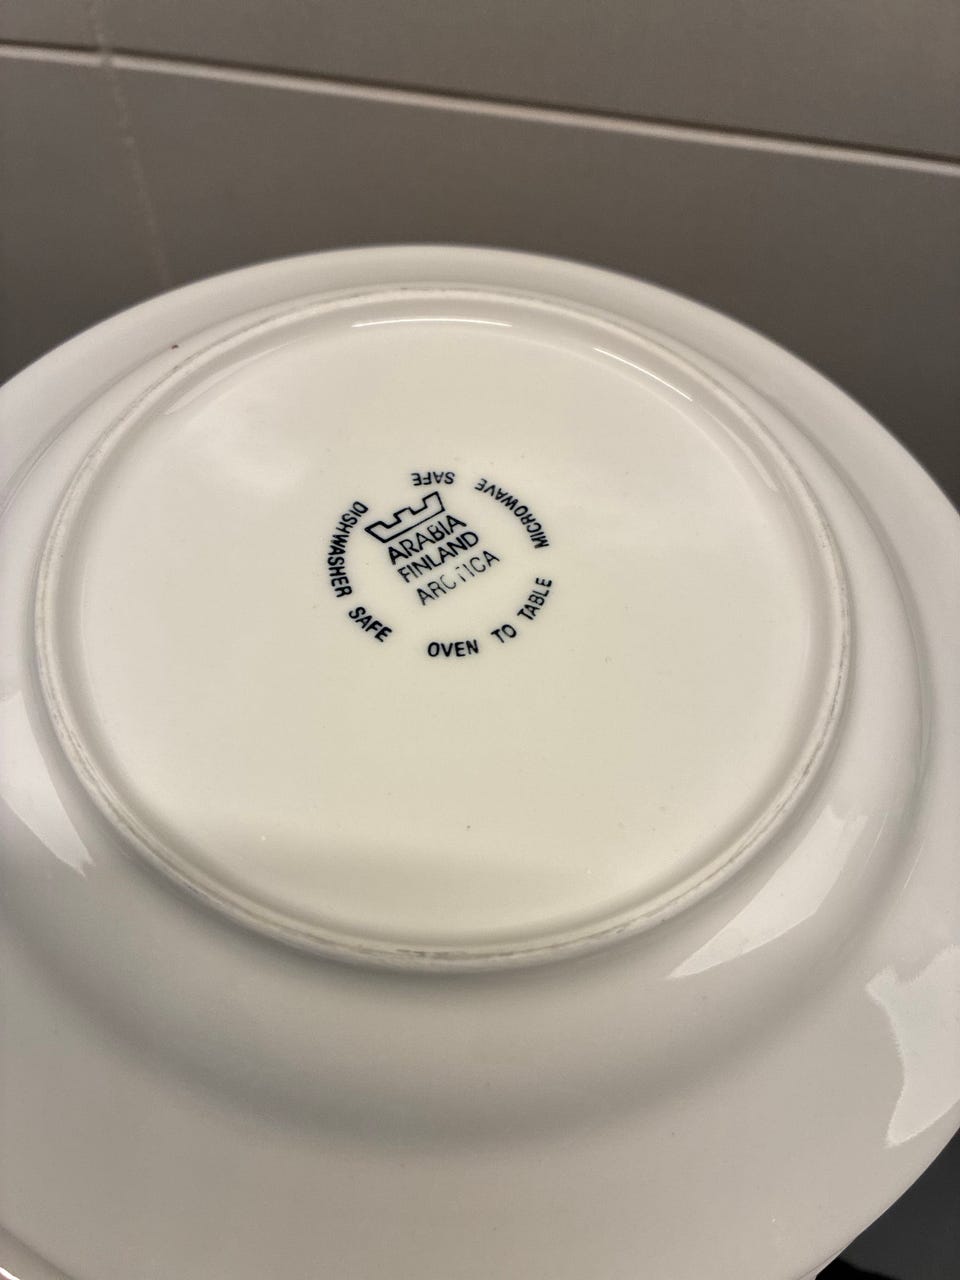 ARABIA
FINLAND
ARCTICA
DISHWASHER SAFE
OVEN TO TABLE
MICROWAVE SAFE